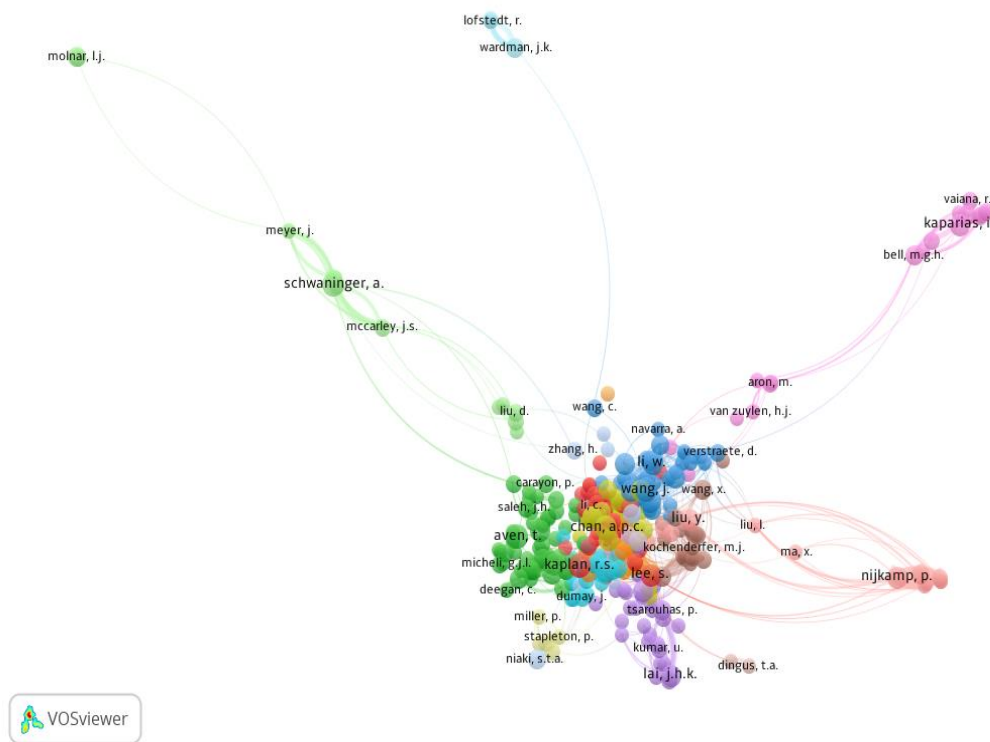 lofstedt, r.
wardman, j.k.
molnar, l.j.
vaiana, r.
kaparias, i
meyer, j.
bell, m.g.h.
schwaninger, a.
mccarley, j.s.
aron, m.
liu, d.
wang, c.
van zuylen, h.j.
navarra, a.
zhang, h.
verstraete, d.
li, w.
carayon, p.
wang, j.
wang, x.
saleh, j.h.
li, c.
liu, y.
chan, a.p.c.
liu, l.
aven, t.
kochenderfer, m.j.
ma, x.
micheli, g.j.l.
kaplan, r.s.
lee, s.
nijkamp, p.
deegan, c.
dumay, j.
miller, p.
tsarouhas, p.
stapleton, p.
kumar, u.
niaki, s.t.a.
dingus, t.a.
lai, j.h.k.
VOSviewer